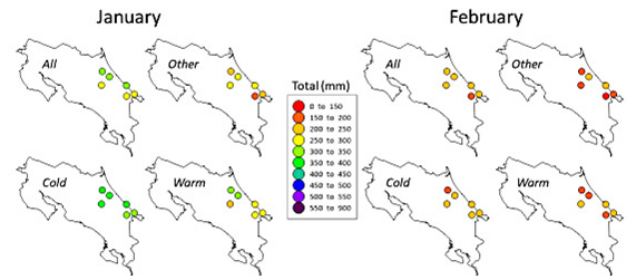 January
February
All
Other
All
Other
Total (mm)
0 to 150
150 to 200
200 to 250
250 to 300
300 to 350
350 to 400
400 to 450
450 to 500
500 to 550
550 to 900
Cold
Warm
Cold
Warm